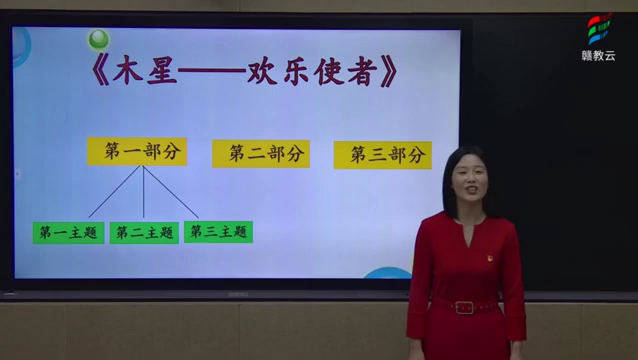 赣教云
《木星——欢乐使者》
第一部分 第二部分 第三部分
第一主题 第二主题 第三主题